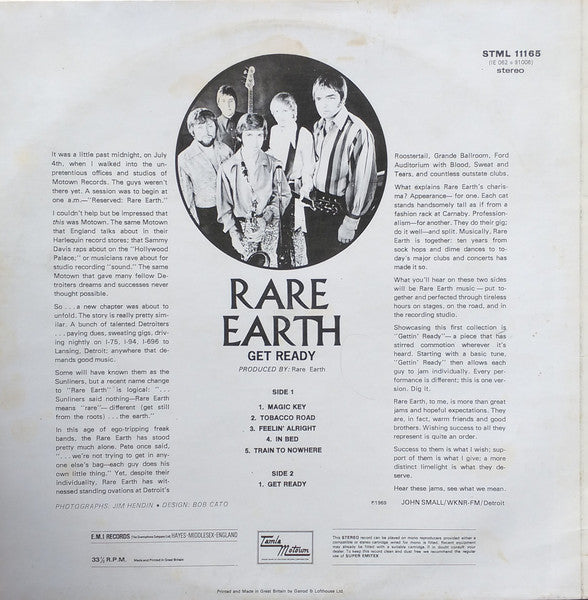 STML 11165
(1E 062 o 91006)
stereo
It was a little past midnight, on July
4th, when I walked into the un-
pretentious offices and studios of
Motown Records. The guys weren't
there yet. A session was to begin at
one a.m.—"Reserved: Rare Earth."
I couldn't help but be impressed that
this was Motown. The same Motown
that England talks about in their
Harlequin record stores; that Sammy
Davis raps about on the "Hollywood
Palace;" or musicians rave about for
studio recording "sound." The same
Motown that gave many fellow De-
troiters dreams and successes never
thought possible.
So . . . a new chapter was about to
unfold. The story is really pretty sim-
ilar. A bunch of talented Detroiters
. . . paying dues, sweating gigs, driv-
ing nightly on I-75, I-94, I-696 to
Lansing, Detroit; anywhere that de-
mands good music.
Some will have known them as the
Sunliners, but a recent name change
to "Rare Earth" is logical: ". . .
Sunliners said nothing—Rare Earth
means "rare"— different (get still
from the roots) . . . the earth."
In this age of ego-tripping freak
bands, the Rare Earth has stood
pretty much alone. Pete once said,
". . . we're not trying to get in any-
one else's bag—each guy does his
own little thing." Yet, despite their
individuality, Rare Earth has wit-
nessed standing ovations at Detroit's
RARE
EARTH
GET READY
PRODUCED BY: Rare Earth
SIDE 1
1. MAGIC KEY
2. TOBACCO ROAD
3. FEELIN' ALRIGHT
4. IN BED
5. TRAIN TO NOWHERE
SIDE 2
1. GET READY
Roostertail, Grande Ballroom, Ford
Auditorium with Blood, Sweat and
Tears, and countless outstate clubs.
What explains Rare Earth's charis-
ma? Appearance— for one. Each cat
stands handsomely tall as if from a
fashion rack at Carnaby. Profession-
alism—for another. They do their gig;
do it well—and split. Musically, Rare
Earth is together: ten years from
sock hops and dime dances to to-
day's major clubs and concerts has
made it so.
What you'll hear on these two sides
will be Rare Earth music — put to-
gether and perfected through tireless
hours on stages, on the road, and in
the recording studio.
Showcasing this first collection is
"Gettin' Ready" — a piece that has
stirred commotion wherever it's
heard. Starting with a basic tune,
"Gettin' Ready" then allows each
guy to jam individually. Every per-
formance is different; this is one ver-
sion. Dig it.
Rare Earth, to me, is more than great
jams and hopeful expectations. They
are, in fact, warm friends and good
brothers. Wishing success to all they
represent is quite an order.
Success to them is what I wish; sup-
port of them is what I give; a more
distinct limelight is what they de-
serve.
Hear these jams, see what we mean.
JOHN SMALL/WKNR-FM/Detroit
PHOTOGRAPHS: JIM HENDIN • DESIGN: BOB CATO
P.1969
E.M.I RECORDS (The Gramophone Company Ltd) HAYES·MIDDLESEX·ENGLAND
33⅓ R.P.M. Made and Printed in Great Britain
Tamla
Motown
This STEREO record can be played on mono reproducers provided either a
compatible or stereo cartridge wired for mono is fitted. Recent equipment
may already be fitted with a suitable cartridge. If in doubt, consult your
dealer. To keep this record clean and dust free we recommend the regular
use of SUPER EMITEX
Printed and Made in Great Britain by Garrod & Lofthouse Ltd.